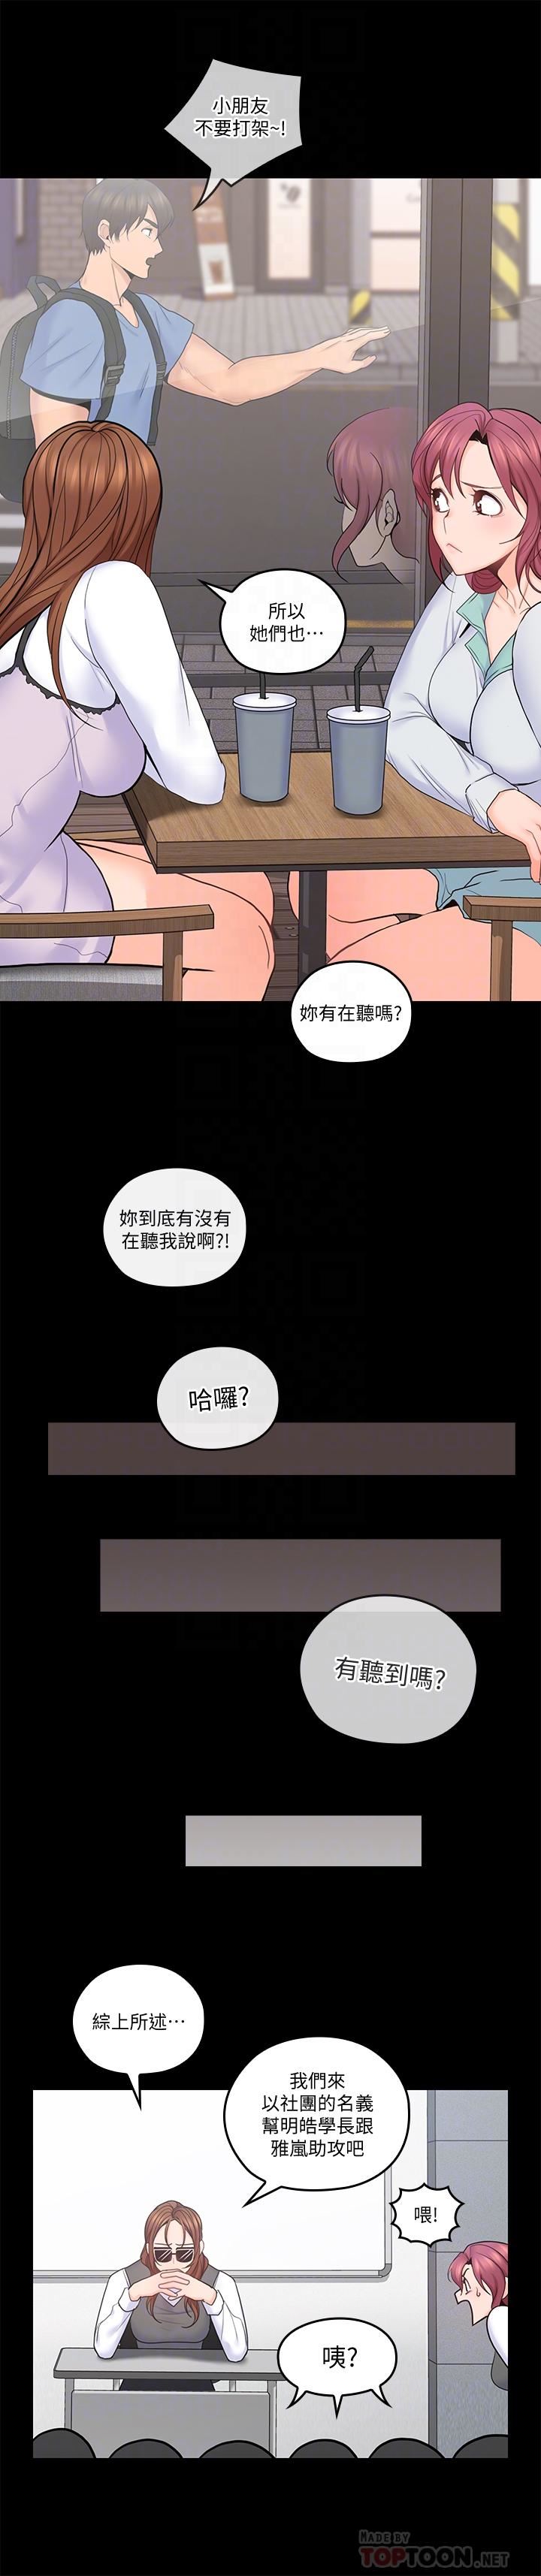 小朋友
不要打架~!
所以
她們也…
妳有在聽嗎?
妳到底有沒有
在聽我說啊?!
哈囉?
有聽到嗎?
綜上所述…
我們來
以社團的名義
幫明皓學長跟
雅嵐助攻吧
喂!
咦?
MADE BY
TOPTOON.NET